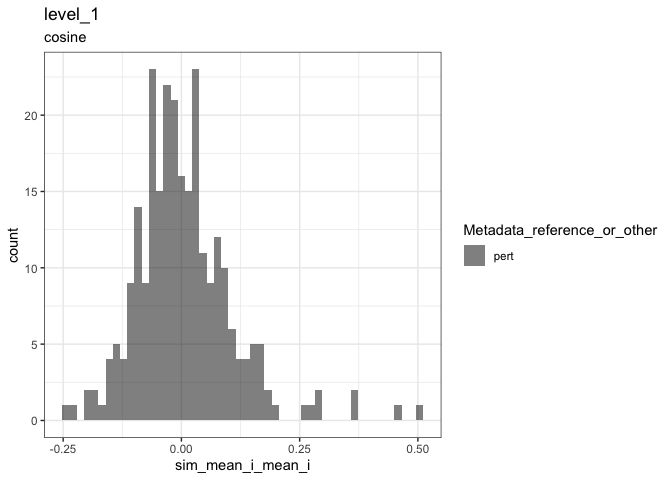 level_1
cosine
20
15
10
5
0
count
-0.25
0.00
0.25
0.50
sim_mean_i_mean_i
Metadata_reference_or_other
pert